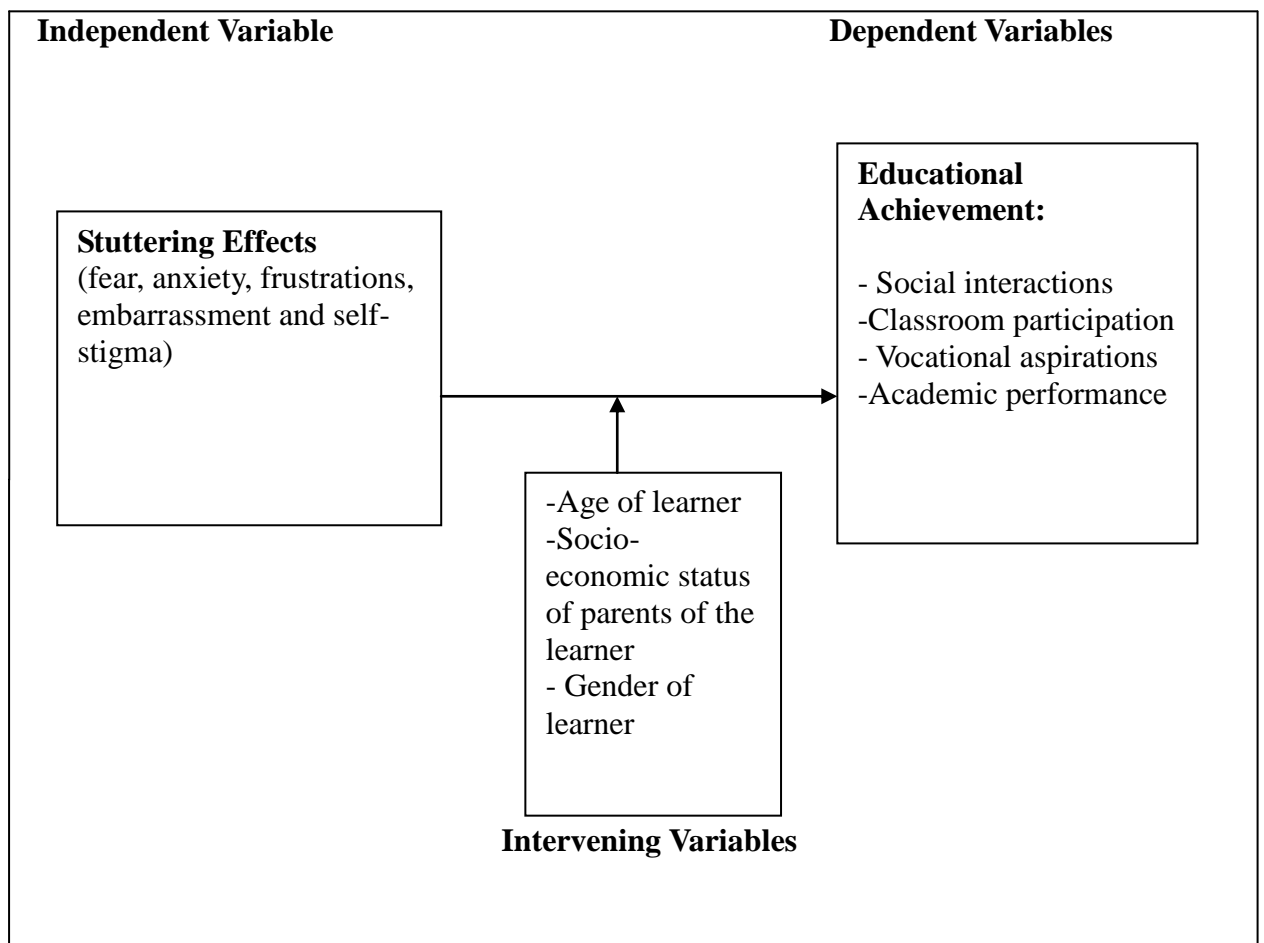 Independent Variable
Dependent Variables
Stuttering Effects
(fear, anxiety, frustrations,
embarrassment and self-
stigma)
Educational
Achievement:
- Social interactions
-Classroom participation
- Vocational aspirations
-Academic performance
-Age of learner
-Socio-
economic status
of parents of the
learner
- Gender of
learner
Intervening Variables